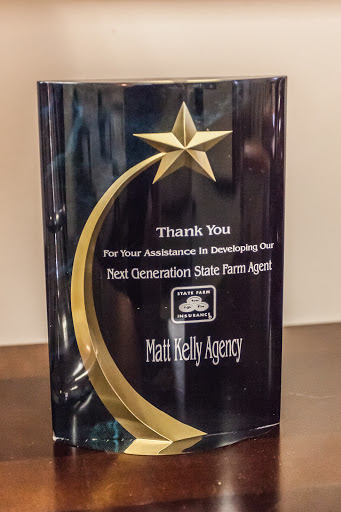 Thank You
For Your Assistance In Developing Our
Next Generation State Farm Agent
STATE FARM
INSURANCE
Matt Kelly Agency